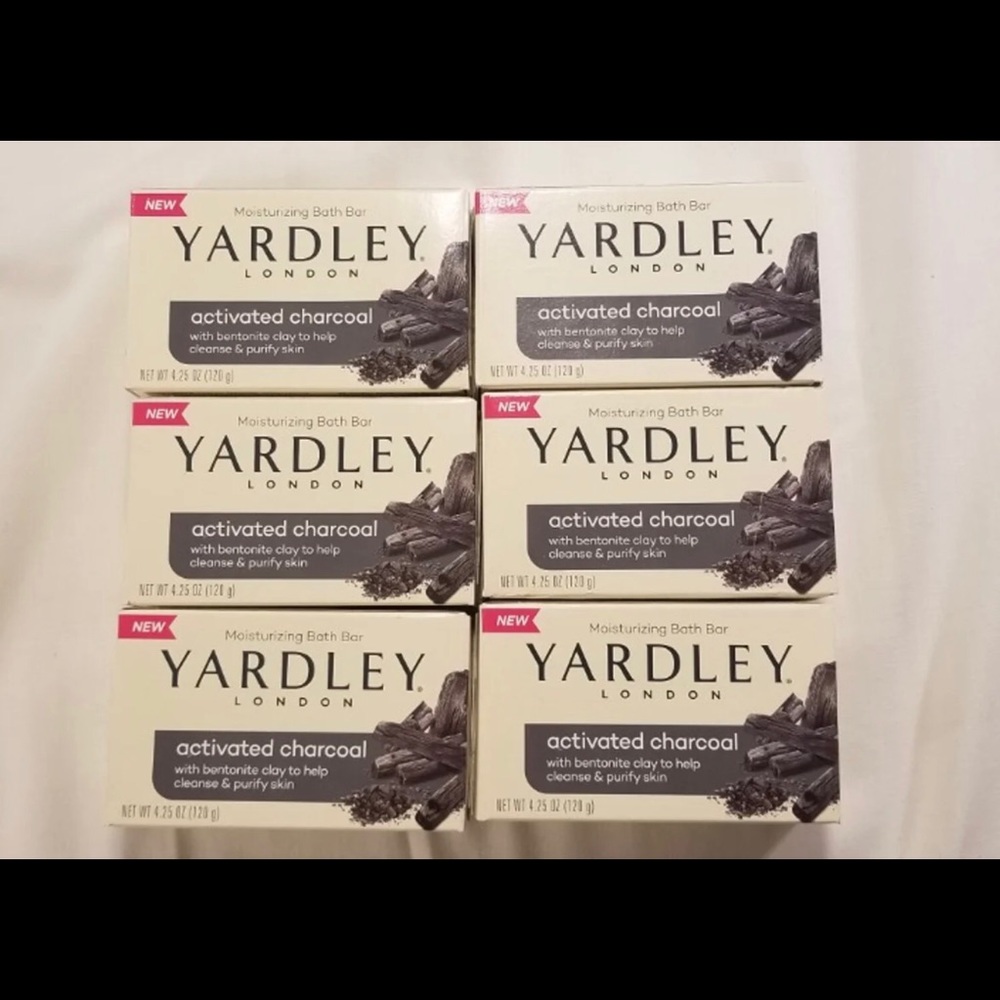 NEW
Moisturizing Bath Bar
YARDLEY
LONDON
activated charcoal
with bentonite clay to help
cleanse & purify skin
NET WT 4.25 OZ (120 g)
NEW
Moisturizing Bath Bar
YARDLEY
LONDON
activated charcoal
with bentonite clay to help
cleanse & purify skin
NET WT 4.25 OZ (120 g)
NEW
Moisturizing Bath Bar
YARDLEY
LONDON
activated charcoal
with bentonite clay to help
cleanse & purify skin
NET WT 4.25 OZ (120 g)
NEW
Moisturizing Bath Bar
YARDLEY
LONDON
activated charcoal
with bentonite clay to help
cleanse & purify skin
NET WT 4.25 OZ (120 g)
NEW
Moisturizing Bath Bar
YARDLEY
LONDON
activated charcoal
with bentonite clay to help
cleanse & purify skin
NET WT 4.25 OZ (120 g)
NEW
Moisturizing Bath Bar
YARDLEY
LONDON
activated charcoal
with bentonite clay to help
cleanse & purify skin
NET WT 4.25 OZ (120 g)